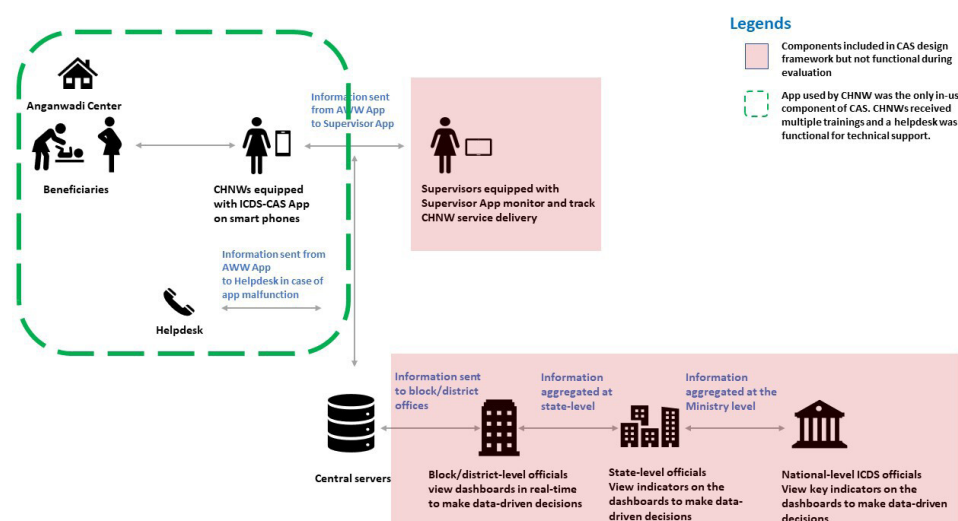 Legends
Components included in CAS design
framework but not functional during
evaluation
App used by CHNW was the only in-us
component of CAS. CHNWs received
multiple trainings and a helpdesk was
functional for technical support.
Anganwadi Center
Beneficiaries
CHNWs equipped
with ICDS-CAS App
on smart phones
Information sent
from AWW App
to Supervisor App
Supervisors equipped with
Supervisor App monitor and track
CHNW service delivery
Information sent from
AWW App
to Helpdesk in case of
app malfunction
Helpdesk
Central servers
Information sent
to block/district
offices
Block/district-level officials
view dashboards in real-time
to make data-driven decisions
Information
aggregated at
state-level
State-level officials
View indicators on the
dashboards to make data-
driven decisions
Information
aggregated at the
Ministry level
National-level ICDS officials
View key indicators on the
dashboards to make data-driven
decisions